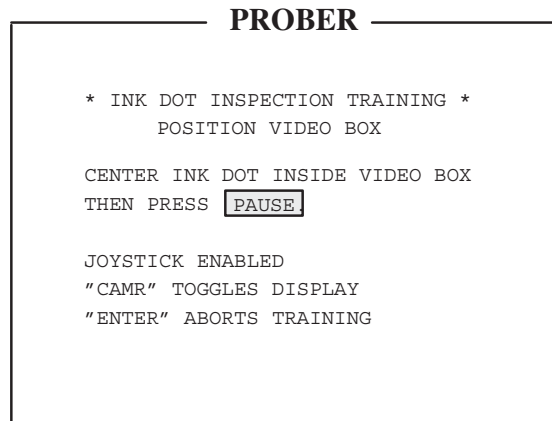 PROBER
* INK DOT INSPECTION TRAINING *
POSITION VIDEO BOX
CENTER INK DOT INSIDE VIDEO BOX
THEN PRESS PAUSE.
JOYSTICK ENABLED
"CAMR" TOGGLES DISPLAY
"ENTER" ABORTS TRAINING